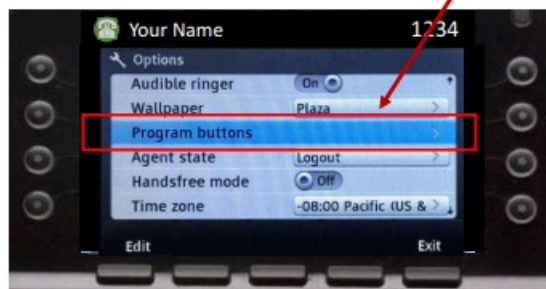 Your Name 1234
Options
Audible ringer On
Wallpaper Plaza
Program buttons
Agent state Logout
Handsfree mode Off
Time zone -08:00 Pacific (US &
Edit Exit